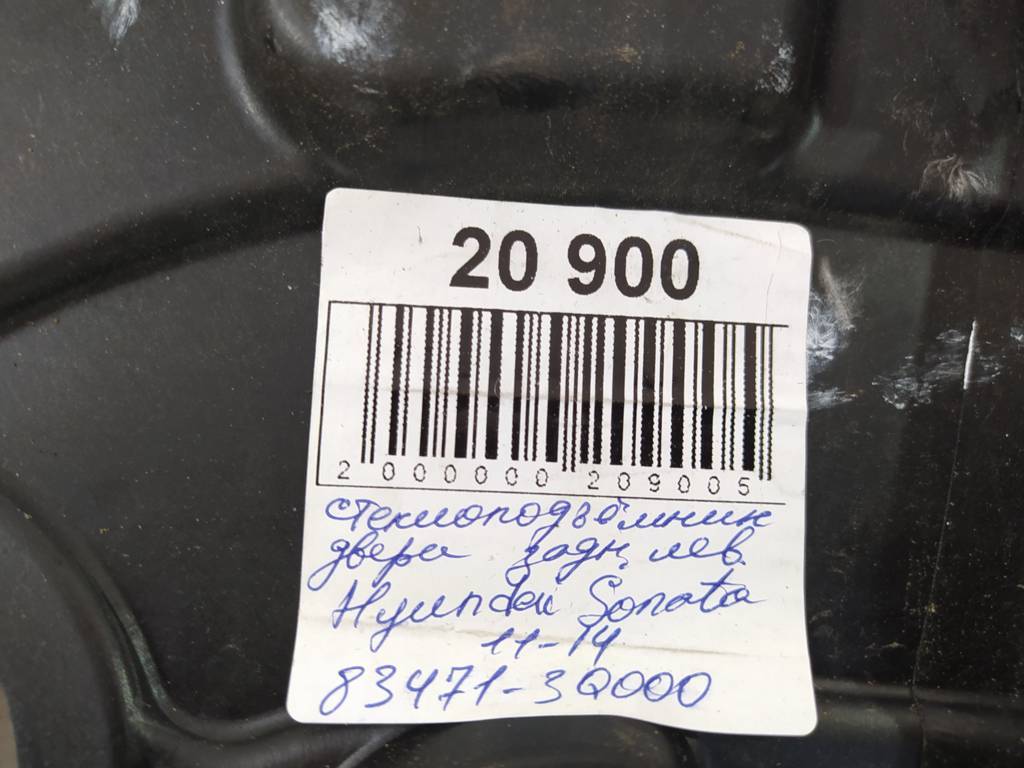 20 900
2 000000 209005
стеклоподъёмник
двери задн лев.
Hyundai Sonata
11-14
83471-3Q000